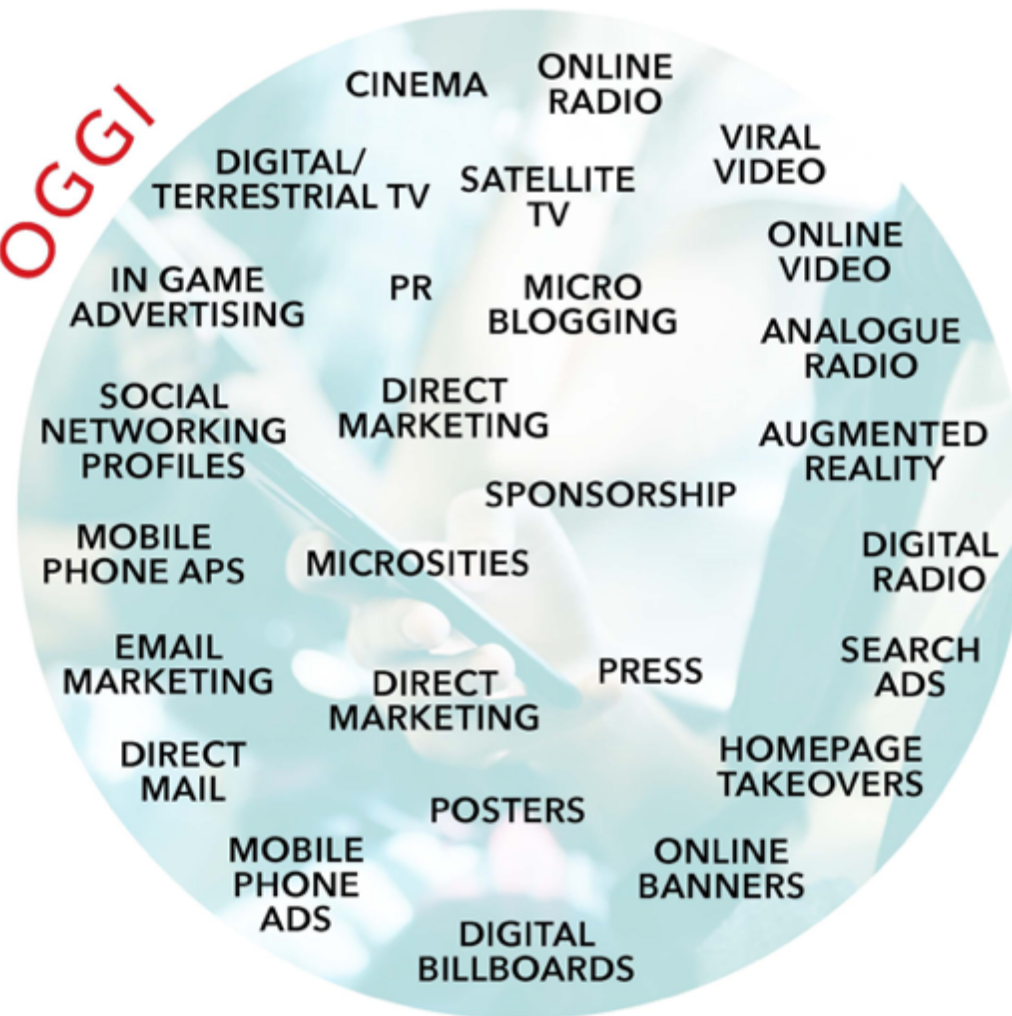 OGGI
CINEMA
ONLINE
RADIO
VIRAL
VIDEO
DIGITAL/
TERRESTRIAL TV
SATELLITE
TV
ONLINE
VIDEO
IN GAME
ADVERTISING
PR
MICRO
BLOGGING
ANALOGUE
RADIO
SOCIAL
NETWORKING
PROFILES
DIRECT
MARKETING
AUGMENTED
REALITY
SPONSORSHIP
MOBILE
PHONE APS
MICROSITIES
DIGITAL
RADIO
EMAIL
MARKETING
DIRECT
MARKETING
PRESS
SEARCH
ADS
DIRECT
MAIL
HOMEPAGE
TAKEOVERS
POSTERS
MOBILE
PHONE
ADS
ONLINE
BANNERS
DIGITAL
BILLBOARDS